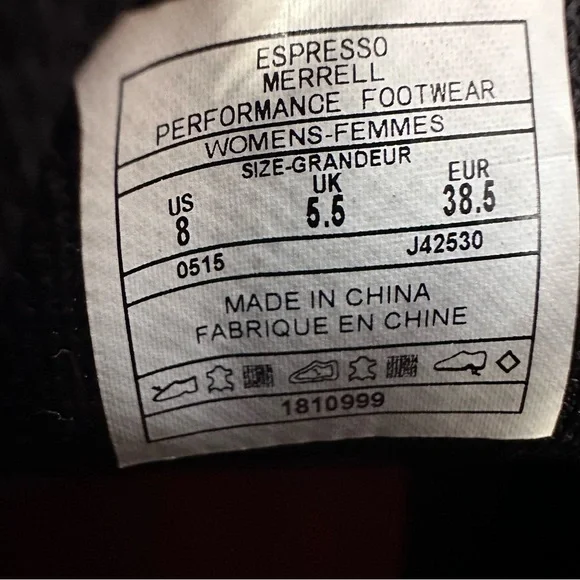 ESPRESSO
MERRELL
PERFORMANCE FOOTWEAR
WOMENS-FEMMES
SIZE-GRANDEUR
US UK EUR
8 5.5 38.5
0515 J42530
MADE IN CHINA
FABRIQUE EN CHINE
1810999